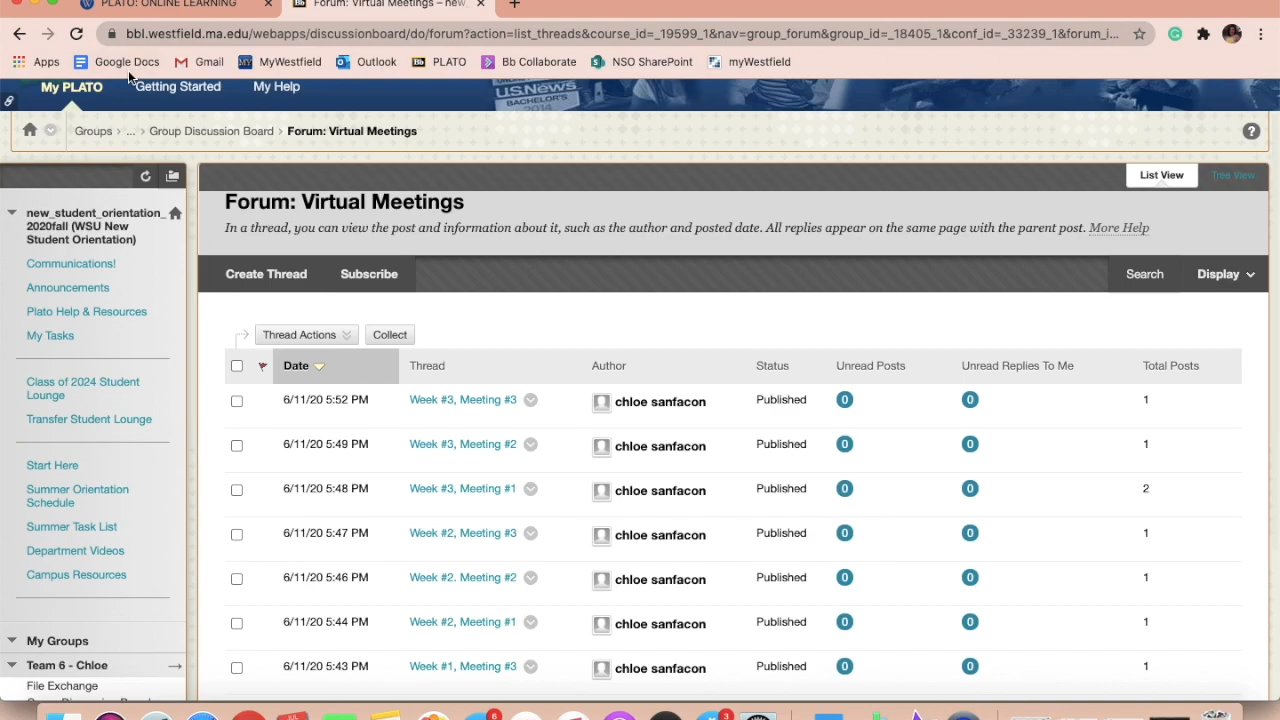 PLATO: ONLINE LEARNING
Forum: Virtual Meetings – new_
bbl.westfield.ma.edu/webapps/discussionboard/do/forum?action=list_threads&course_id=_19599_1&nav=group_forum&group_id=_18405_1&conf_id=_33239_1&forum_i...
Apps Google Docs Gmail MyWestfield Outlook PLATO Bb Collaborate NSO SharePoint myWestfield
My PLATO Getting Started My Help
U.S.News
BACHELOR'S
Groups ... Group Discussion Board Forum: Virtual Meetings
List View Tree View
new_student_orientation_
2020fall (WSU New
Student Orientation)
Communications!
Announcements
Plato Help & Resources
My Tasks
Class of 2024 Student
Lounge
Transfer Student Lounge
Start Here
Summer Orientation
Schedule
Summer Task List
Department Videos
Campus Resources
My Groups
Team 6 - Chloe
File Exchange
Forum: Virtual Meetings
In a thread, you can view the post and information about it, such as the author and posted date. All replies appear on the same page with the parent post. More Help
Create Thread Subscribe Search Display
Thread Actions Collect
Date Thread Author Status Unread Posts Unread Replies To Me Total Posts
6/11/20 5:52 PM Week #3, Meeting #3 chloe sanfacon Published 0 0 1
6/11/20 5:49 PM Week #3, Meeting #2 chloe sanfacon Published 0 0 1
6/11/20 5:48 PM Week #3, Meeting #1 chloe sanfacon Published 0 0 2
6/11/20 5:47 PM Week #2, Meeting #3 chloe sanfacon Published 0 0 1
6/11/20 5:46 PM Week #2. Meeting #2 chloe sanfacon Published 0 0 1
6/11/20 5:44 PM Week #2, Meeting #1 chloe sanfacon Published 0 0 1
6/11/20 5:43 PM Week #1, Meeting #3 chloe sanfacon Published 0 0 1
6 3